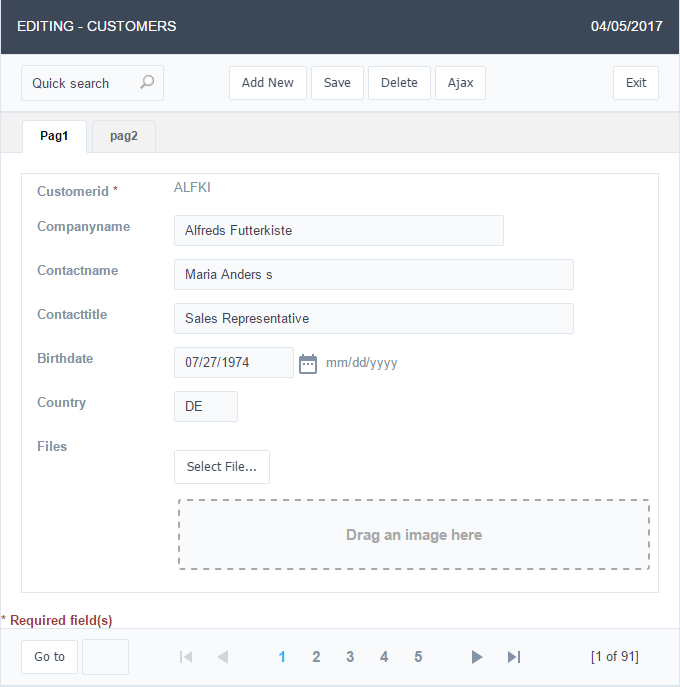 EDITING - CUSTOMERS 04/05/2017
Quick search Add New Save Delete Ajax Exit
Pag1 pag2
Customerid * ALFKI
Companyname Alfreds Futterkiste
Contactname Maria Anders s
Contacttitle Sales Representative
Birthdate 07/27/1974 mm/dd/yyyy
Country DE
Files
Select File...
Drag an image here
* Required field(s)
Go to 1 2 3 4 5 [1 of 91]